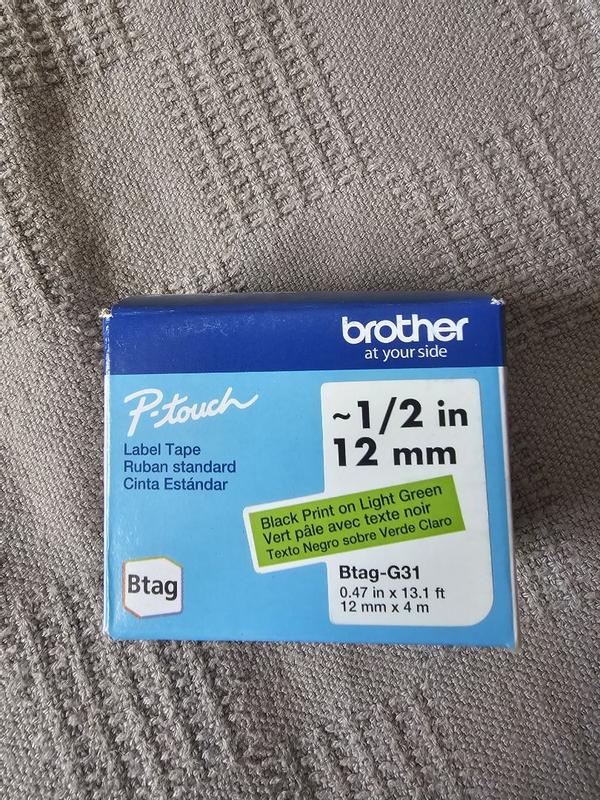 brother
at your side
P-touch
Label Tape
Ruban standard
Cinta Estándar
~1/2 in
12 mm
Black Print on Light Green
Vert pâle avec texte noir
Texto Negro sobre Verde Claro
Btag
Btag-G31
0.47 in x 13.1 ft
12 mm x 4 m